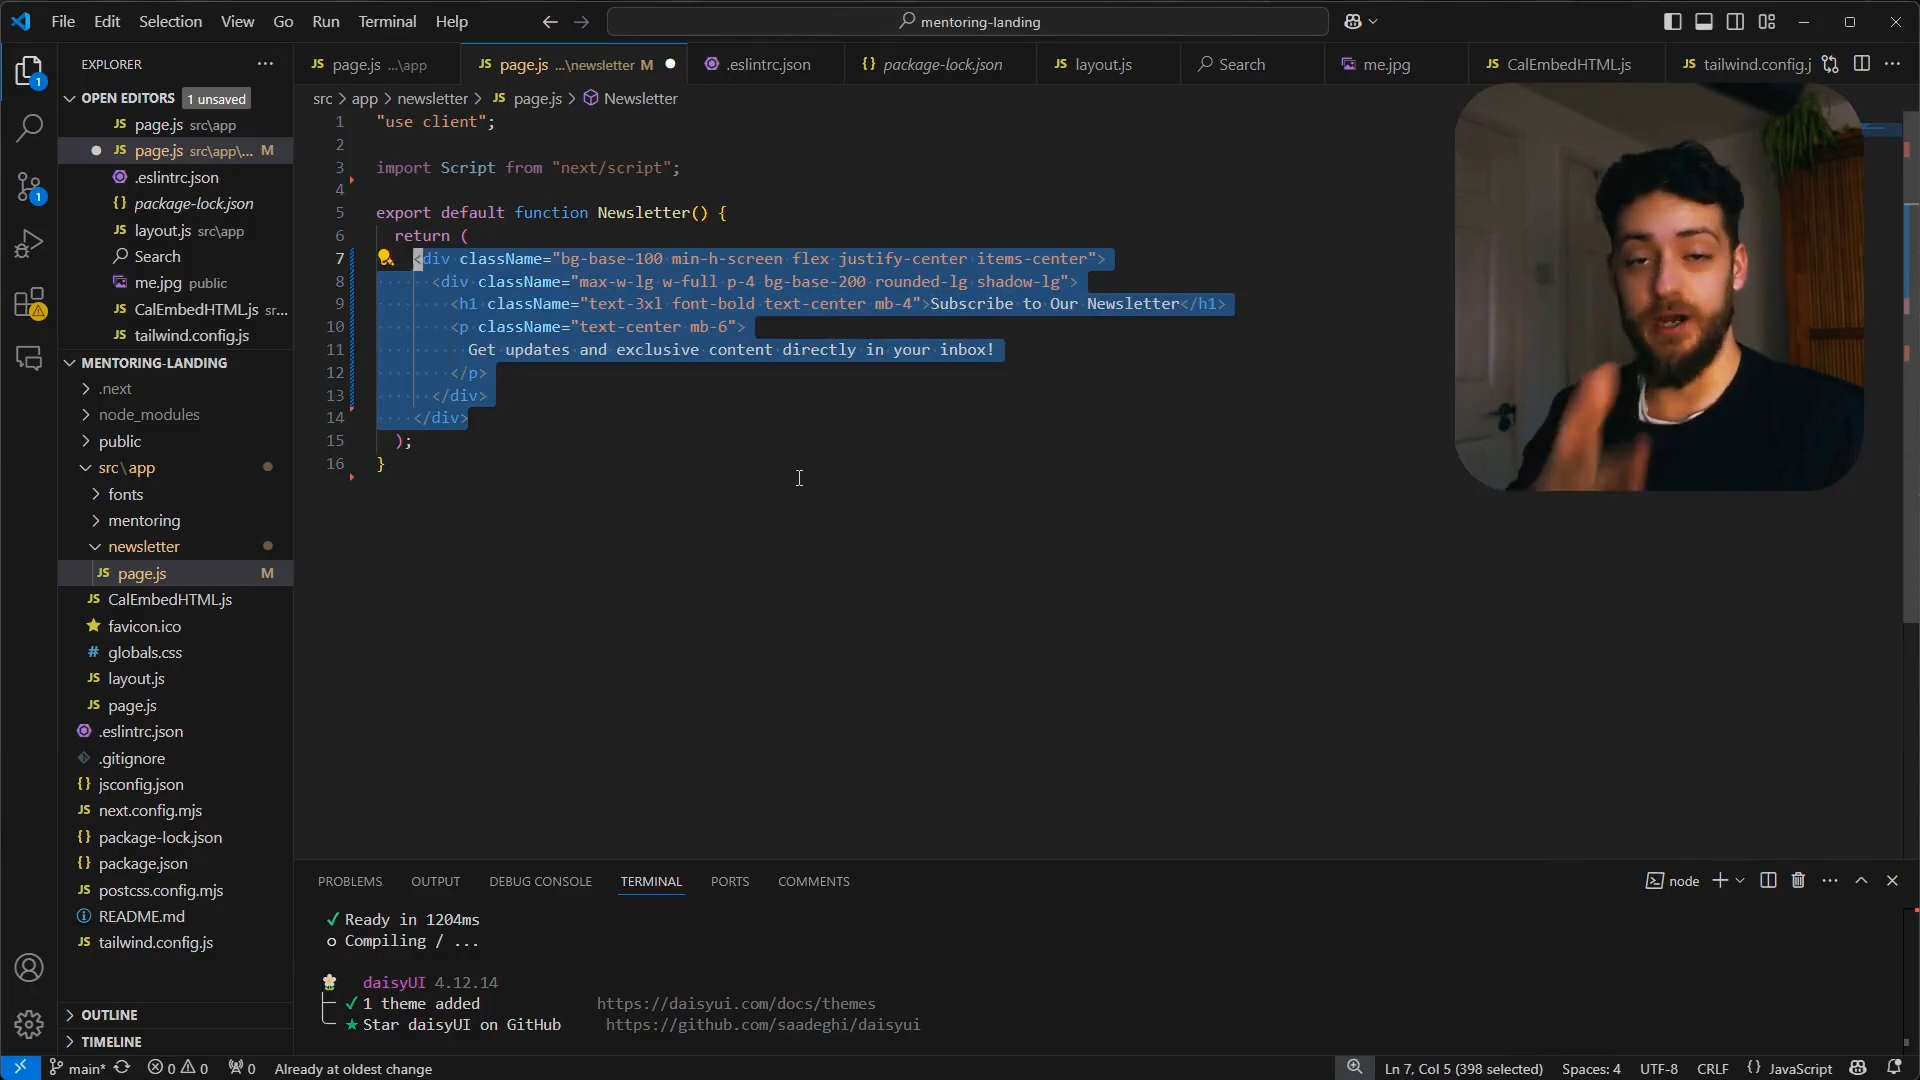 File Edit Selection View Go Run Terminal Help
mentoring-landing
EXPLORER
OPEN EDITORS 1 unsaved
page.js src\app
page.js src\app\... M
.eslintrc.json
package-lock.json
layout.js src\app
Search
me.jpg public
CalEmbedHTML.js sr...
tailwind.config.js
MENTORING-LANDING
.next
node_modules
public
src\app
fonts
mentoring
newsletter
page.js M
CalEmbedHTML.js
favicon.ico
globals.css
layout.js
page.js
.eslintrc.json
.gitignore
jsconfig.json
next.config.mjs
package-lock.json
package.json
postcss.config.mjs
README.md
tailwind.config.js
OUTLINE
TIMELINE
page.js ...\app
page.js ...\newsletter M
.eslintrc.json
package-lock.json
layout.js
Search
me.jpg
CalEmbedHTML.js
tailwind.config.j
src > app > newsletter > JS page.js > Newsletter
1 "use client";
2
3 import Script from "next/script";
4
5 export default function Newsletter() {
6 return (
7 <div className="bg-base-100 min-h-screen flex justify-center items-center">
8 <div className="max-w-lg w-full p-4 bg-base-200 rounded-lg shadow-lg">
9 <h1 className="text-3xl font-bold text-center mb-4">Subscribe to Our Newsletter</h1>
10 <p className="text-center mb-6">
11 Get updates and exclusive content directly in your inbox!
12 </p>
13 </div>
14 </div>
15 );
16 }
PROBLEMS OUTPUT DEBUG CONSOLE TERMINAL PORTS COMMENTS
node
✓ Ready in 1204ms
○ Compiling / ...
daisyUI 4.12.14
✓ 1 theme added https://daisyui.com/docs/themes
★ Star daisyUI on GitHub https://github.com/saadeghi/daisyui
main* 0 0 0 Already at oldest change
Ln 7, Col 5 (398 selected) Spaces: 4 UTF-8 CRLF {} JavaScript